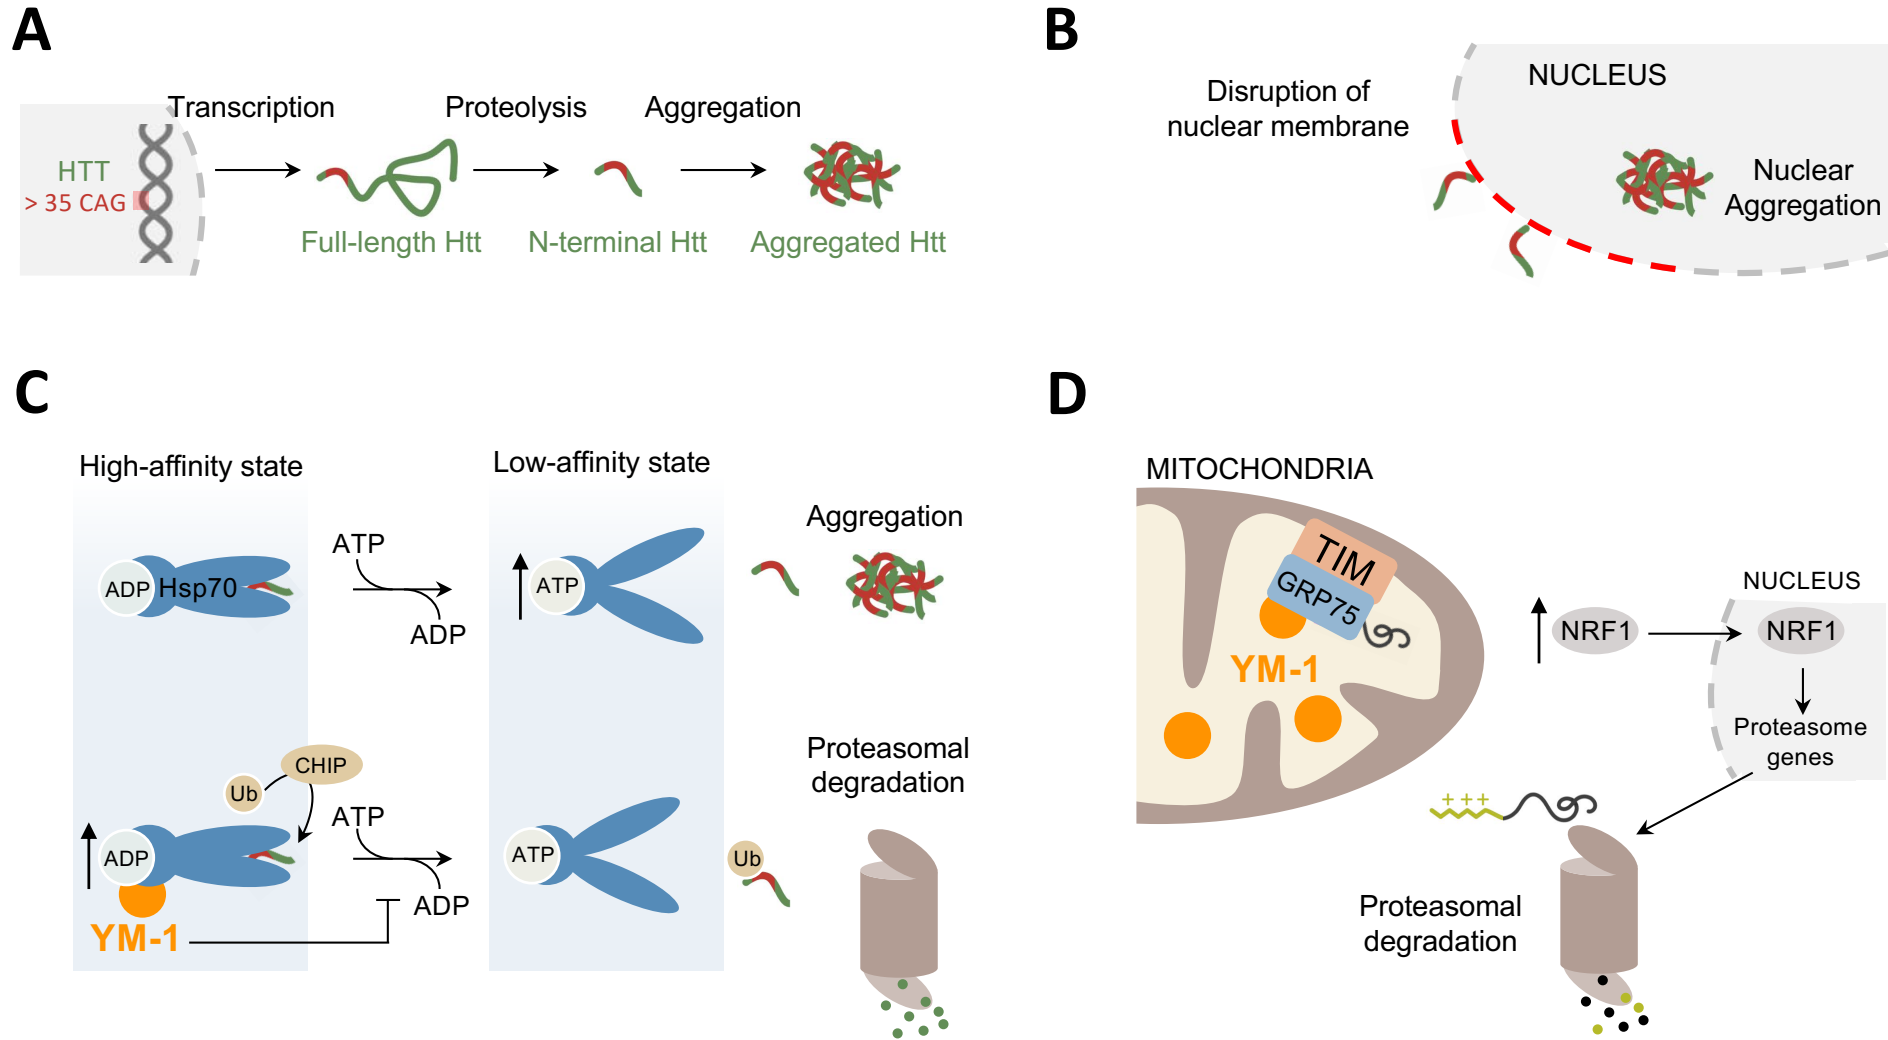 A
Transcription
Proteolysis
Aggregation
HTT
> 35 CAG
Full-length Htt
N-terminal Htt
Aggregated Htt
B
Disruption of
nuclear membrane
NUCLEUS
Nuclear
Aggregation
C
High-affinity state
Low-affinity state
ADP
Hsp70
ATP
ADP
ATP
Aggregation
CHIP
Ub
ADP
YM-1
ATP
ADP
ATP
Ub
Proteasomal
degradation
D
MITOCHONDRIA
TIM
GRP75
YM-1
NRF1
NUCLEUS
NRF1
Proteasome
genes
+++
Proteasomal
degradation